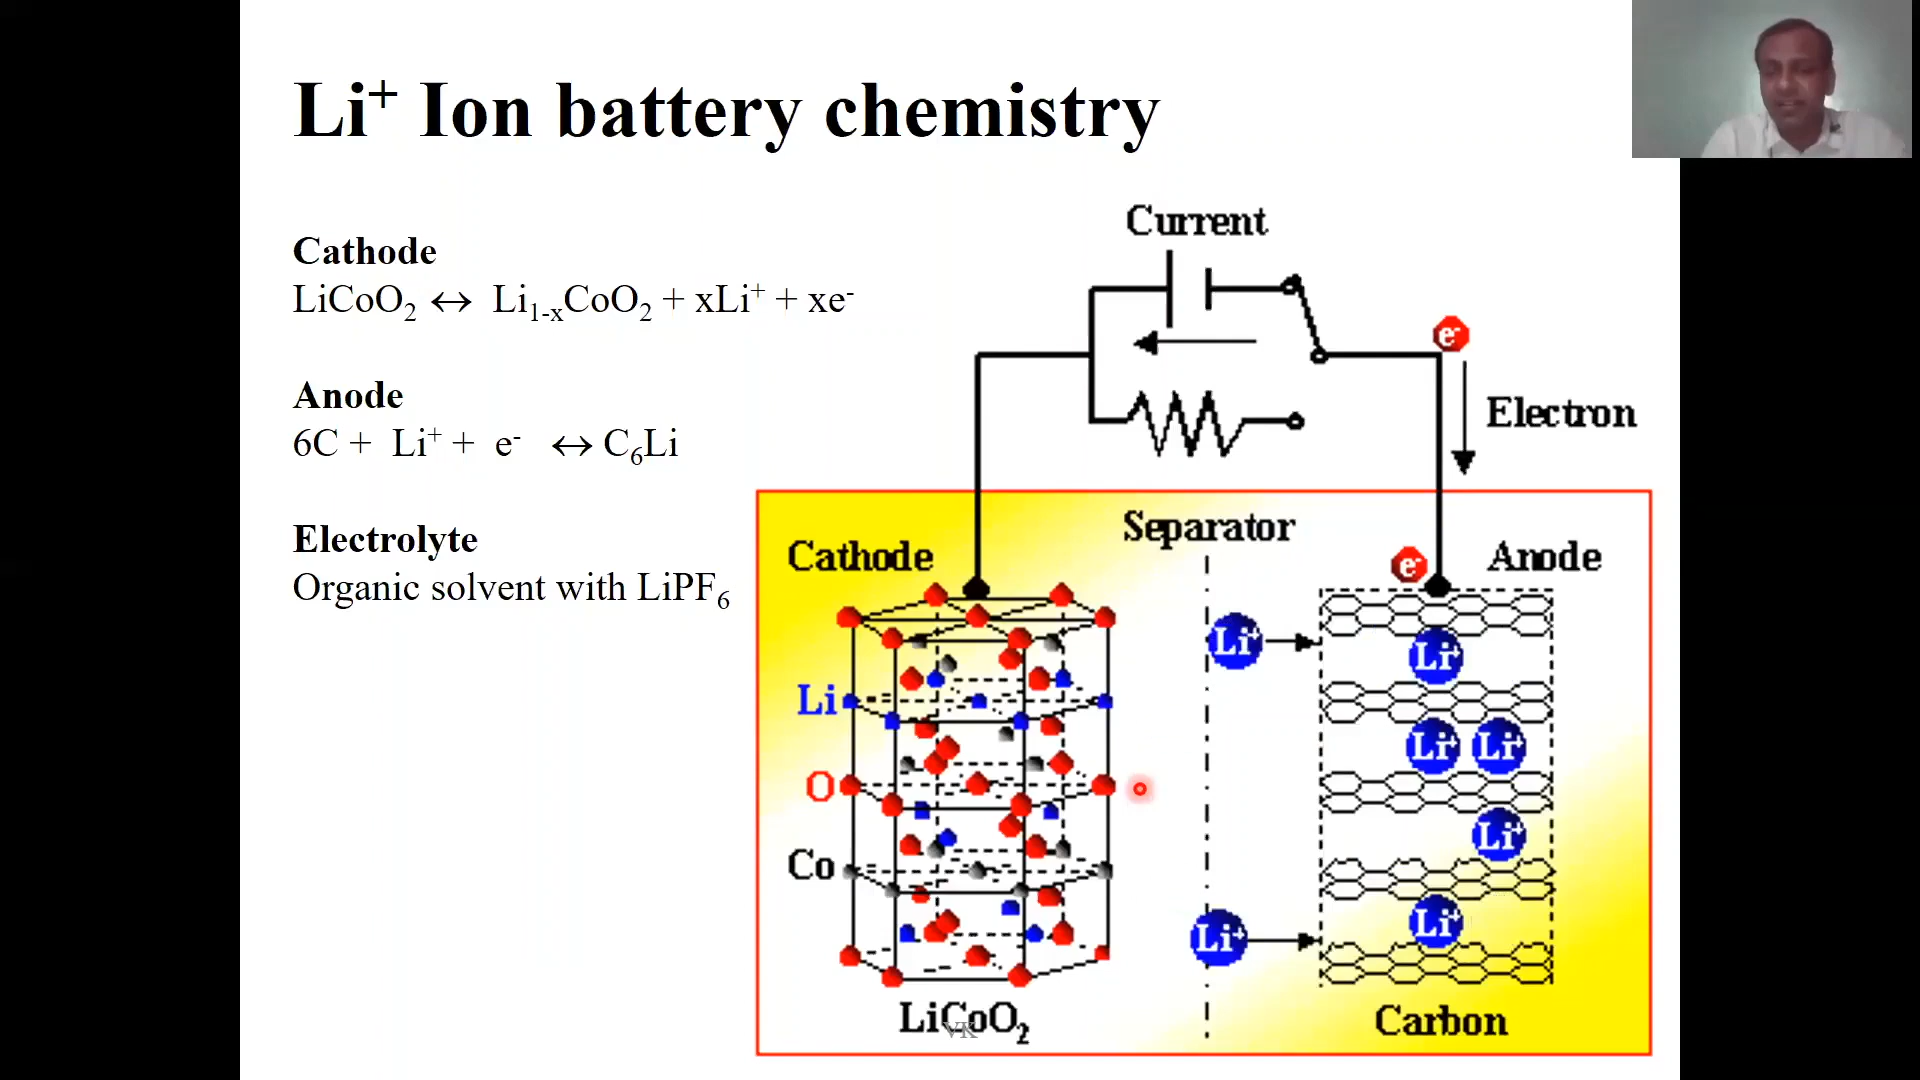 Li⁺ Ion battery chemistry
Cathode
LiCoO₂ ↔ Li₁₋ₓCoO₂ + xLi⁺ + xe⁻
Anode
6C + Li⁺ + e⁻ ↔ C₆Li
Electrolyte
Organic solvent with LiPF₆
Current
e⁻
Electron
Separator
Cathode
e⁻
Anode
Li⁺
Li⁺
Li
Li⁺
Li⁺
O
Li⁺
Co
Li⁺
Li⁺
LiCoO₂
VK
Carbon